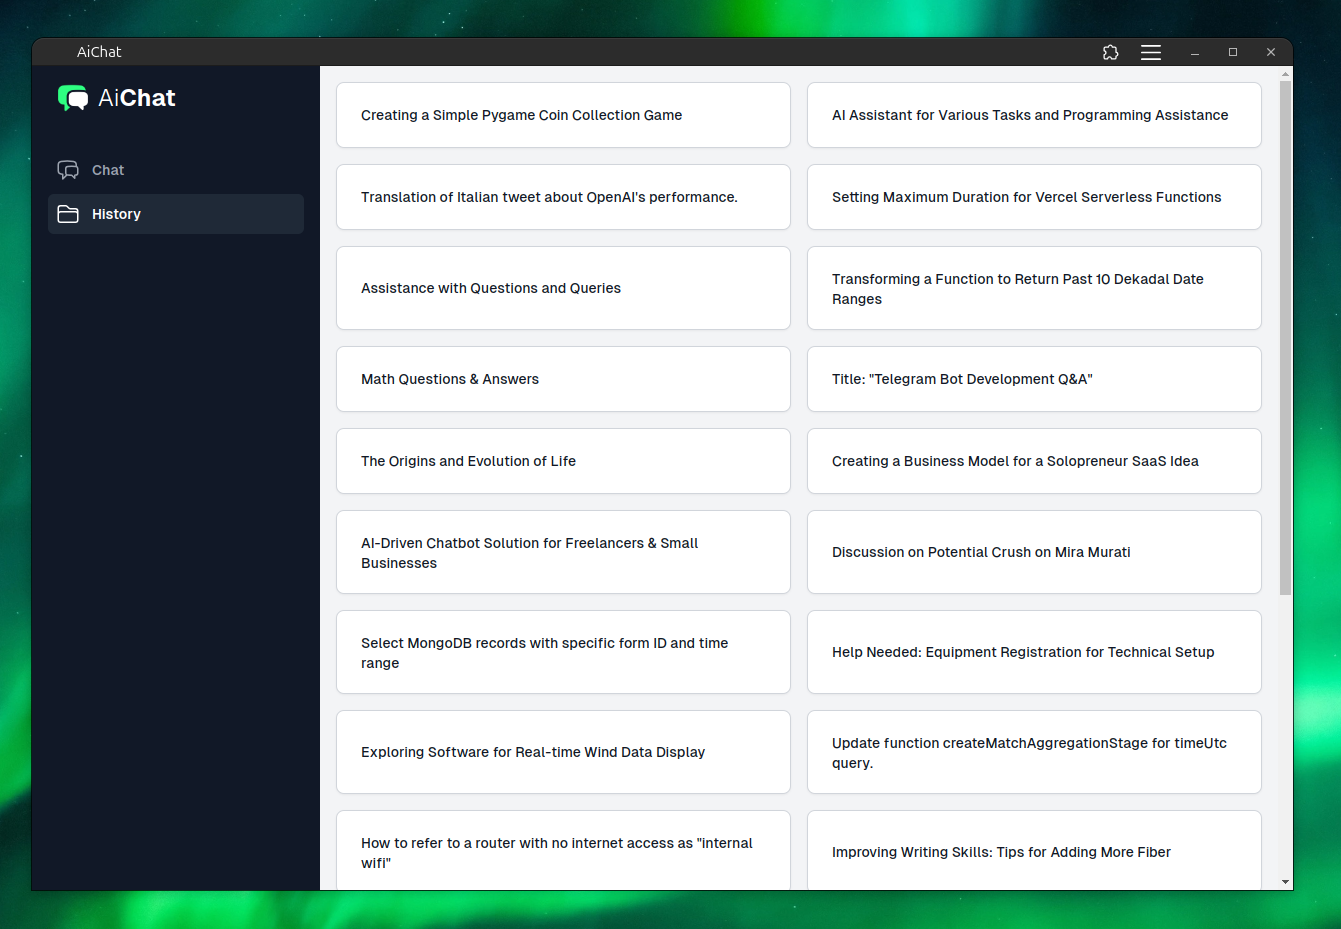 AiChat
AiChat
Chat
History
Creating a Simple Pygame Coin Collection Game
AI Assistant for Various Tasks and Programming Assistance
Translation of Italian tweet about OpenAI's performance.
Setting Maximum Duration for Vercel Serverless Functions
Assistance with Questions and Queries
Transforming a Function to Return Past 10 Dekadal Date
Ranges
Math Questions & Answers
Title: "Telegram Bot Development Q&A"
The Origins and Evolution of Life
Creating a Business Model for a Solopreneur SaaS Idea
AI-Driven Chatbot Solution for Freelancers & Small
Businesses
Discussion on Potential Crush on Mira Murati
Select MongoDB records with specific form ID and time
range
Help Needed: Equipment Registration for Technical Setup
Exploring Software for Real-time Wind Data Display
Update function createMatchAggregationStage for timeUtc
query.
How to refer to a router with no internet access as "internal
wifi"
Improving Writing Skills: Tips for Adding More Fiber